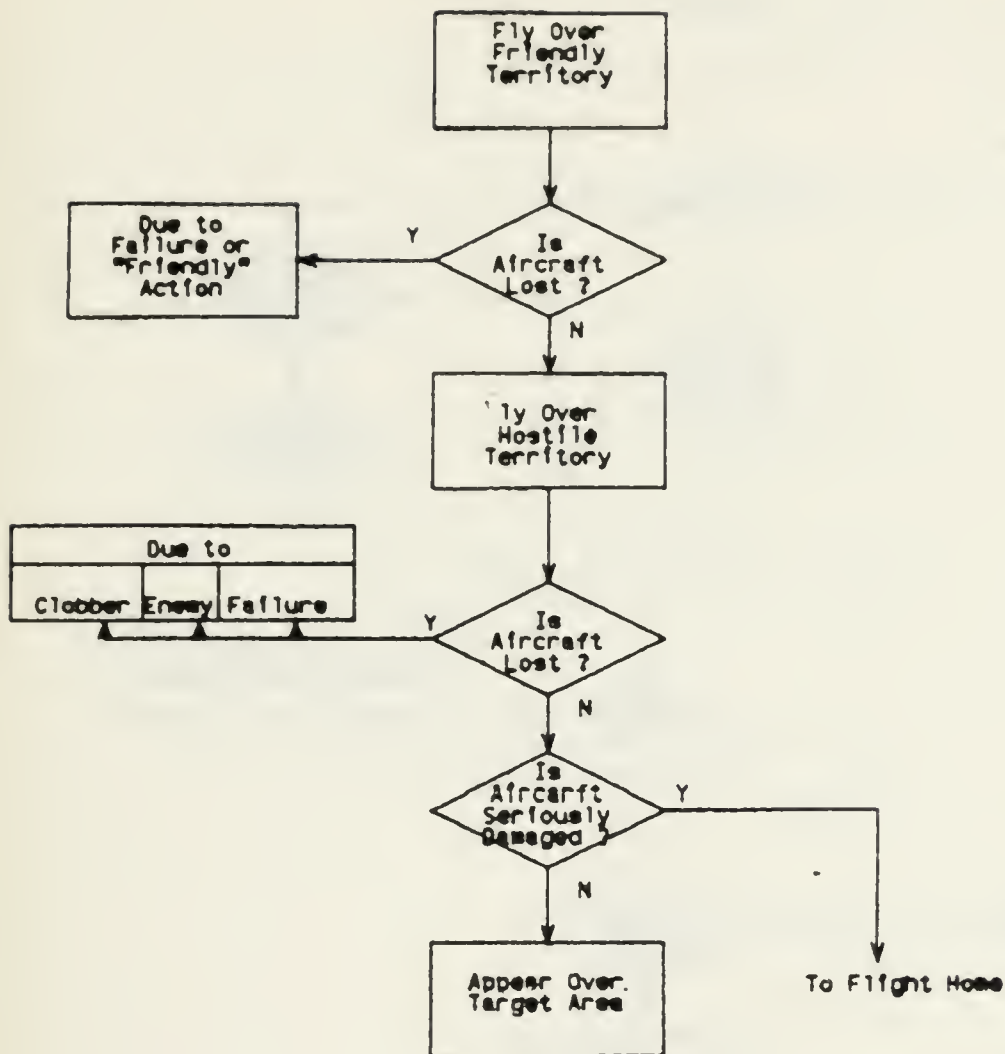 Fly Over
Friendly
Territory
Due to
Failure or
"Friendly"
Action
Y
Is
Aircraft
Lost ?
N
ly Over
Hostile
Territory
Due to
Clobber Enemy Failure
Y
Is
Aircraft
Lost ?
N
Is
Aircarft
Seriously
Damaged ?
Y
N
Appear Over
Target Area
To Flight Home